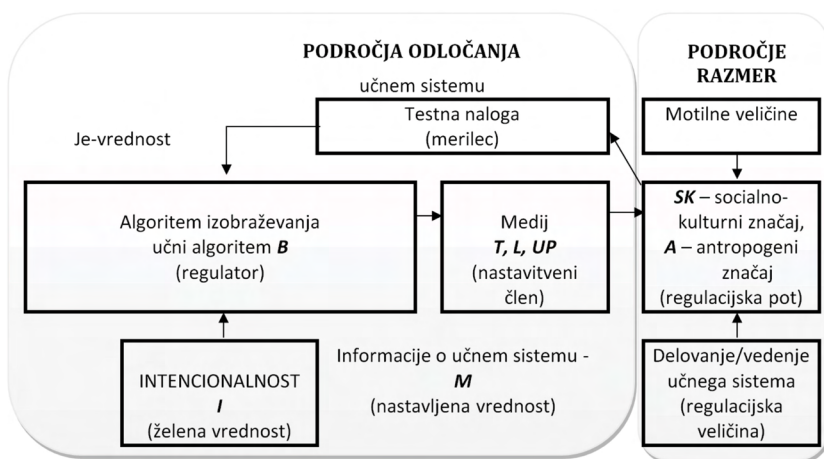 PODROČJA ODLOČANJA
učnem sistemu
Testna naloga
(merilec)
Je-vrednost
Algoritem izobraževanja
učni algoritem B
(regulator)
Medij
T, L, UP
(nastavitveni
člen)
INTENCIONALNOST
I
(želena vrednost)
Informacije o učnem sistemu -
M
(nastavljena vrednost)
PODROČJE
RAZMER
Motilne veličine
SK – socialno-
kulturni značaj,
A – antropogeni
značaj
(regulacijska pot)
Delovanje/vedenje
učnega sistema
(regulacijska
veličina)